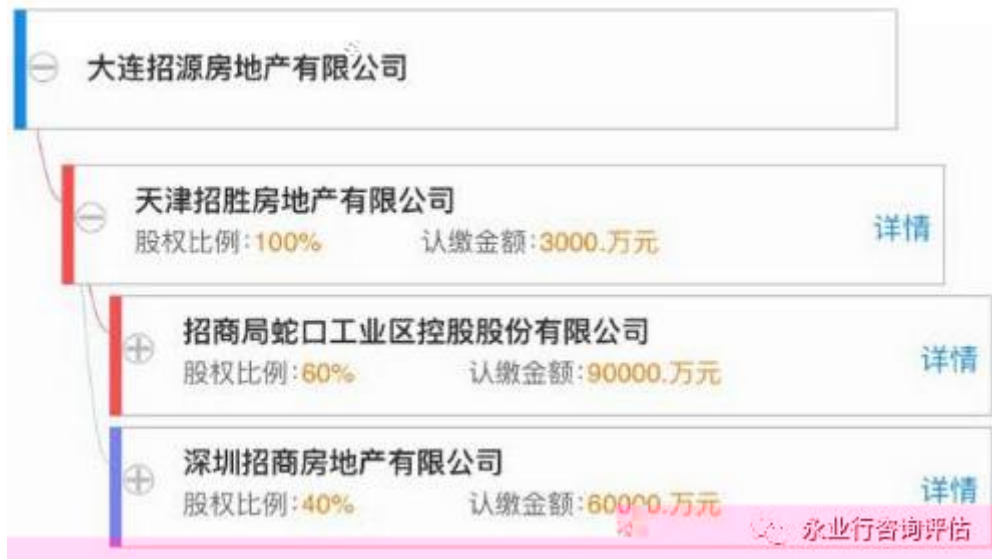 大连招源房地产有限公司
天津招胜房地产有限公司
股权比例:100% 认缴金额:3000.万元
详情
招商局蛇口工业区控股股份有限公司
股权比例:60% 认缴金额:90000.万元
详情
深圳招商房地产有限公司
股权比例:40% 认缴金额:60000.万元
详情
永业行咨询评估